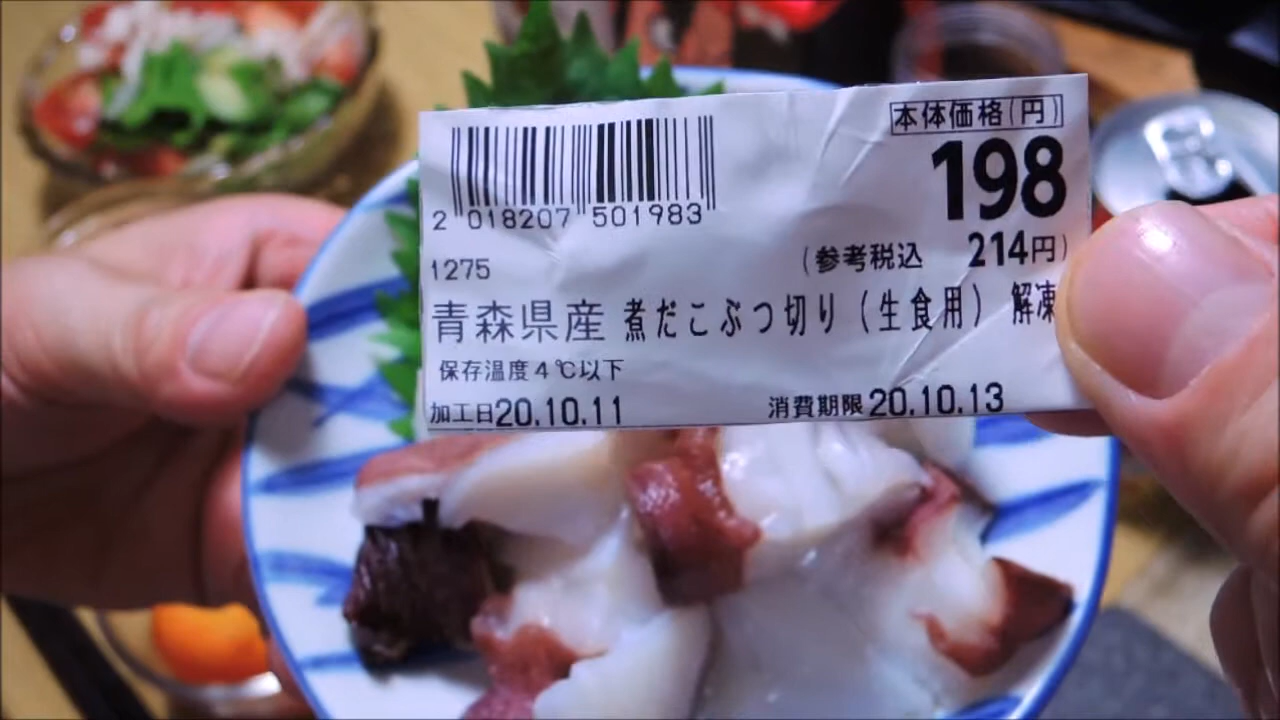 本体価格(円)
198
2 018207 501983
(参考税込 214円)
1275
青森県産 煮だこぶつ切り(生食用) 解凍
保存温度4℃以下
加工日20.10.11 消費期限20.10.13